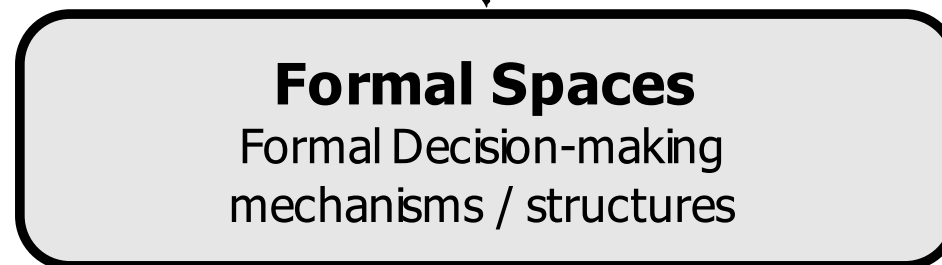 Formal Spaces
Formal Decision-making
mechanisms / structures